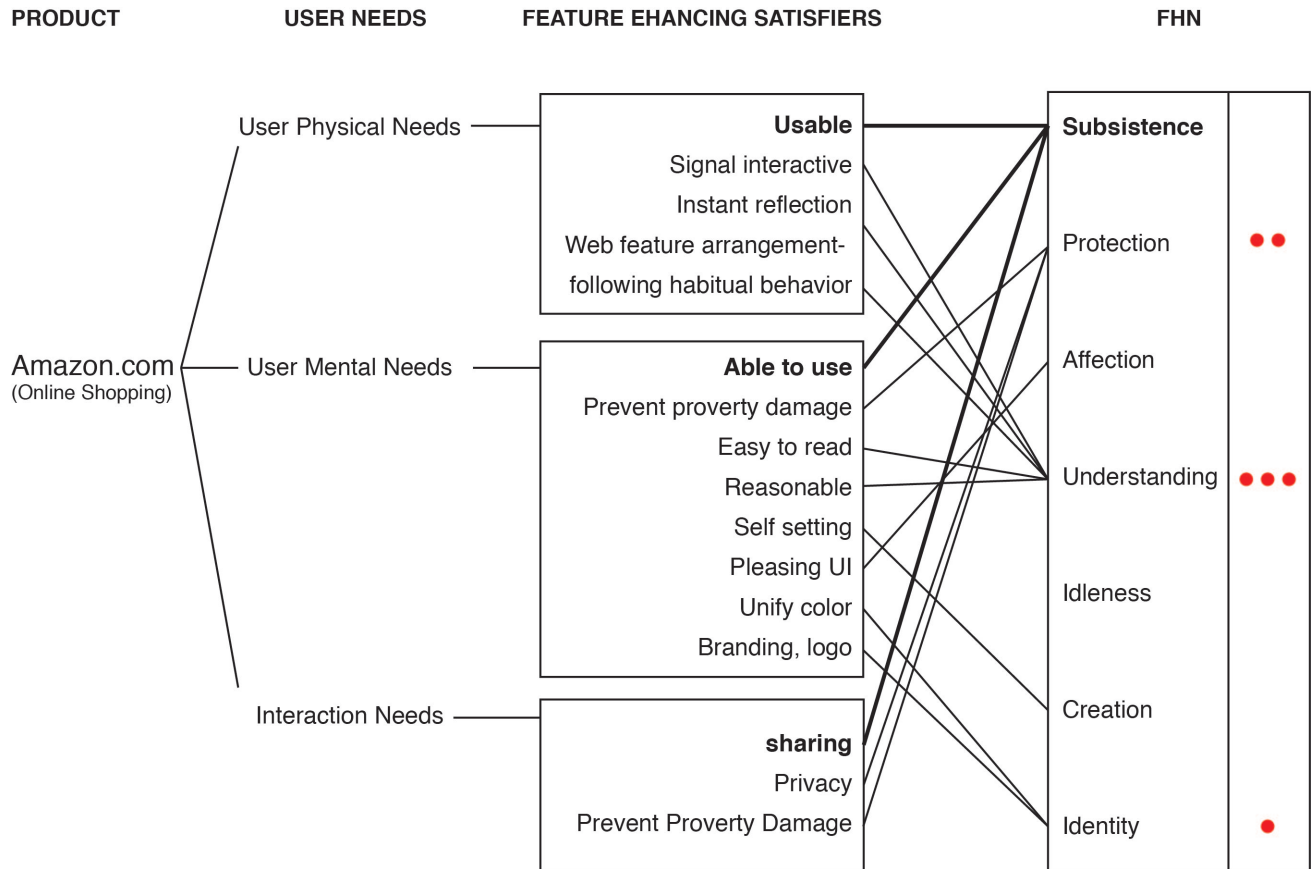 PRODUCT
USER NEEDS
FEATURE EHANCING SATISFIERS
FHN
Amazon.com
(Online Shopping)
User Physical Needs
User Mental Needs
Interaction Needs
Usable
Signal interactive
Instant reflection
Web feature arrangement-
following habitual behavior
Able to use
Prevent proverty damage
Easy to read
Reasonable
Self setting
Pleasing UI
Unify color
Branding, logo
sharing
Privacy
Prevent Proverty Damage
Subsistence
Protection
Affection
Understanding
Idleness
Creation
Identity